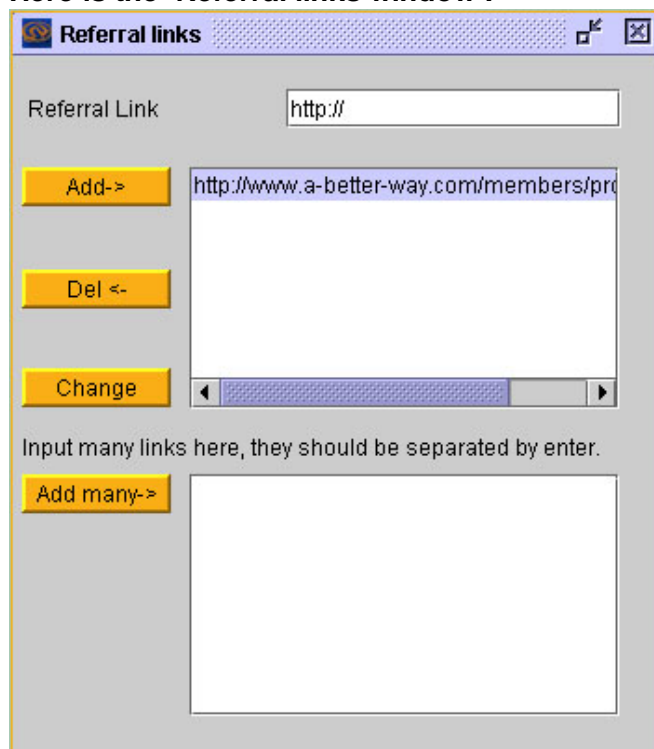 Referral links
Referral Link http://
Add->
http://www.a-better-way.com/members/pro
Del <-
Change
Input many links here, they should be separated by enter.
Add many->